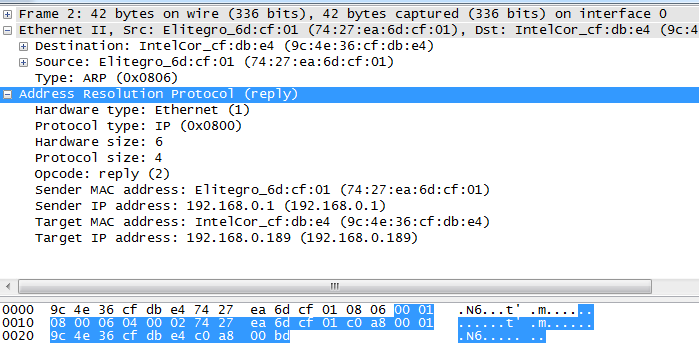 Frame 2: 42 bytes on wire (336 bits), 42 bytes captured (336 bits) on interface 0
Ethernet II, Src: Elitegro_6d:cf:01 (74:27:ea:6d:cf:01), Dst: IntelCor_cf:db:e4 (9c:4
Destination: IntelCor_cf:db:e4 (9c:4e:36:cf:db:e4)
Source: Elitegro_6d:cf:01 (74:27:ea:6d:cf:01)
Type: ARP (0x0806)
Address Resolution Protocol (reply)
Hardware type: Ethernet (1)
Protocol type: IP (0x0800)
Hardware size: 6
Protocol size: 4
Opcode: reply (2)
Sender MAC address: Elitegro_6d:cf:01 (74:27:ea:6d:cf:01)
Sender IP address: 192.168.0.1 (192.168.0.1)
Target MAC address: IntelCor_cf:db:e4 (9c:4e:36:cf:db:e4)
Target IP address: 192.168.0.189 (192.168.0.189)
0000 9c 4e 36 cf db e4 74 27 ea 6d cf 01 08 06 00 01 .N6...t' .m......
0010 08 00 06 04 00 02 74 27 ea 6d cf 01 c0 a8 00 01 ......t' .m......
0020 9c 4e 36 cf db e4 c0 a8 00 bd .N6..... ..